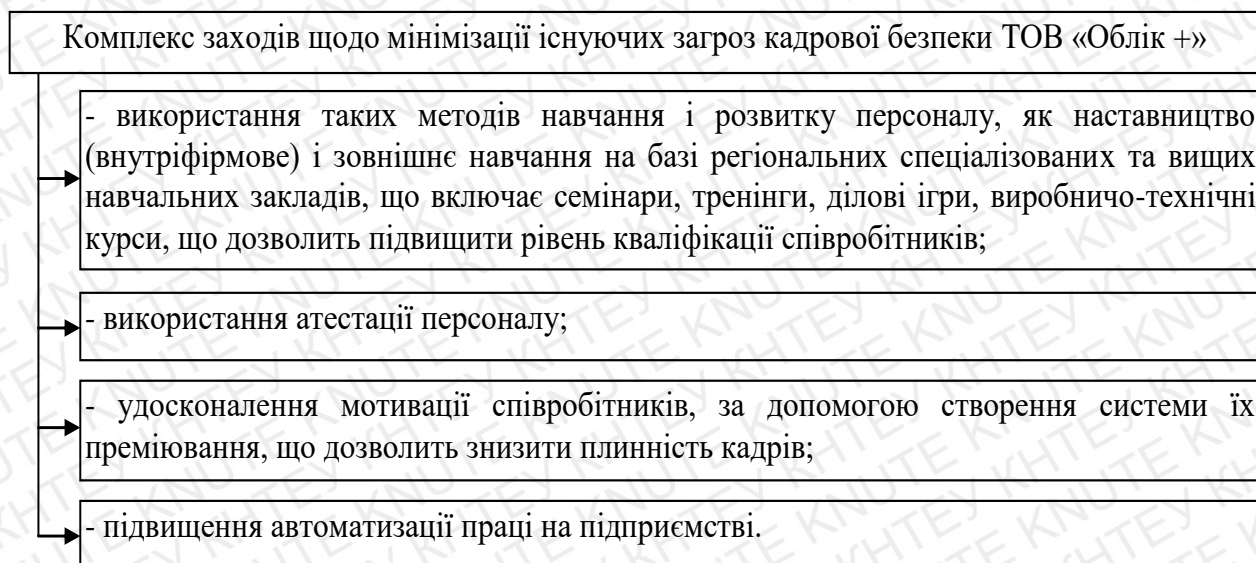 Комплекс заходів щодо мінімізації існуючих загроз кадрової безпеки ТОВ «Облік +»
- використання таких методів навчання і розвитку персоналу, як наставництво
(внутріфірмове) і зовнішнє навчання на базі регіональних спеціалізованих та вищих
навчальних закладів, що включає семінари, тренінги, ділові ігри, виробничо-технічні
курси, що дозволить підвищити рівень кваліфікації співробітників;
- використання атестації персоналу;
- удосконалення мотивації співробітників, за допомогою створення системи їх
преміювання, що дозволить знизити плинність кадрів;
- підвищення автоматизації праці на підприємстві.